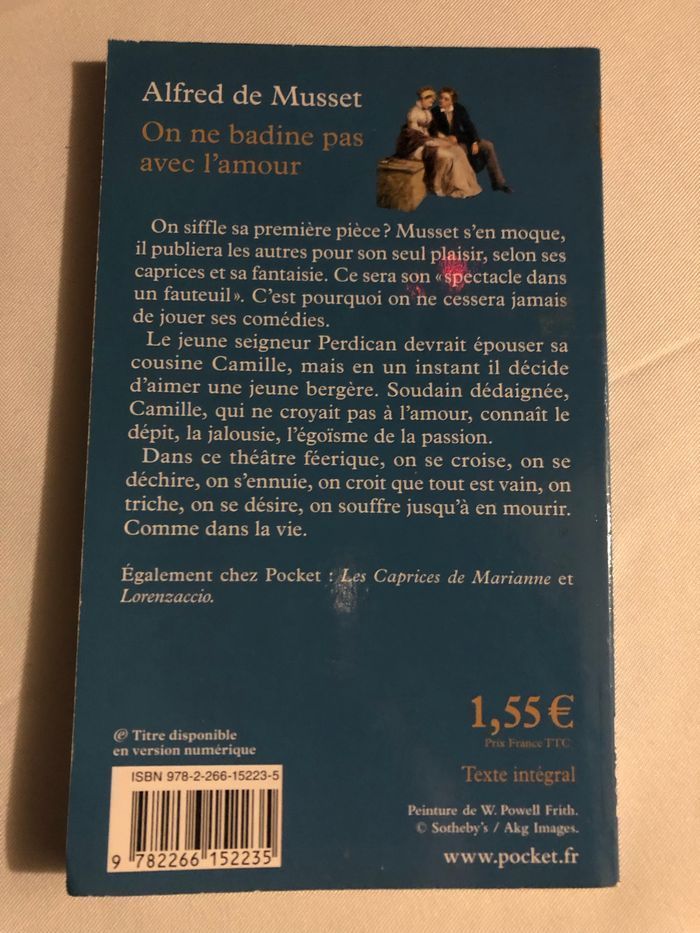 Alfred de Musset
On ne badine pas
avec l'amour
On siffle sa première pièce ? Musset s'en moque,
il publiera les autres pour son seul plaisir, selon ses
caprices et sa fantaisie. Ce sera son « spectacle dans
un fauteuil ». C'est pourquoi on ne cessera jamais
de jouer ses comédies.
Le jeune seigneur Perdican devrait épouser sa
cousine Camille, mais en un instant il décide
d'aimer une jeune bergère. Soudain dédaignée,
Camille, qui ne croyait pas à l'amour, connaît le
dépit, la jalousie, l'égoïsme de la passion.
Dans ce théâtre féerique, on se croise, on se
déchire, on s'ennuie, on croit que tout est vain, on
triche, on se désire, on souffre jusqu'à en mourir.
Comme dans la vie.
Également chez Pocket : Les Caprices de Marianne et
Lorenzaccio.
1,55 €
Prix France TTC
Texte intégral
Peinture de W. Powell Frith.
© Sotheby's / Akg Images.
www.pocket.fr
Titre disponible
en version numérique
ISBN 978-2-266-15223-5
9 782266 152235